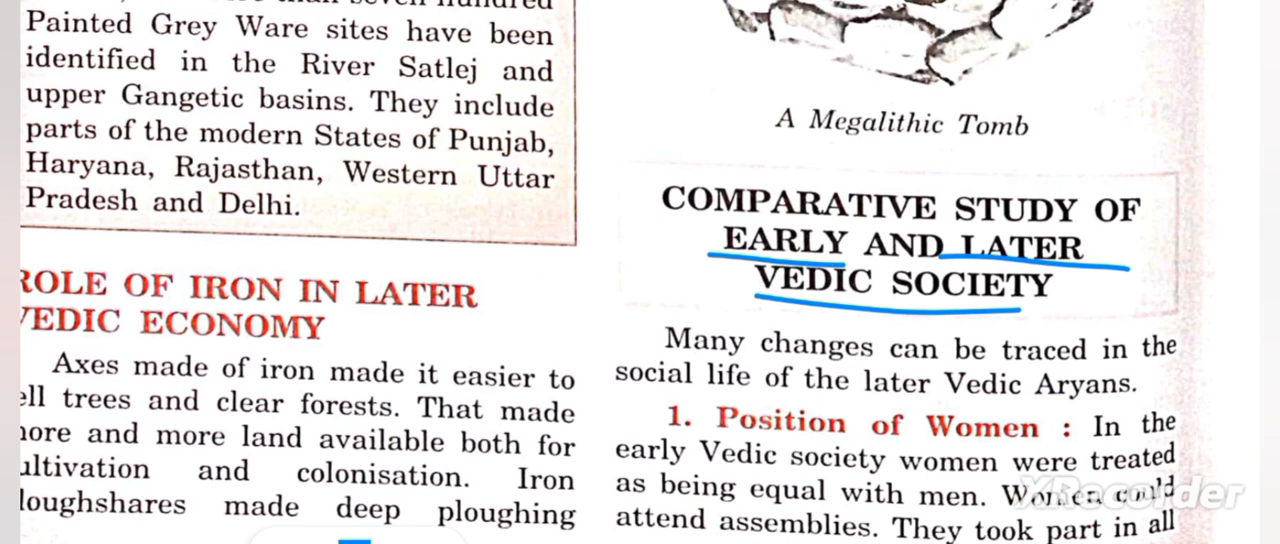 Painted Grey Ware sites have been
identified in the River Satlej and
upper Gangetic basins. They include
parts of the modern States of Punjab,
Haryana, Rajasthan, Western Uttar
Pradesh and Delhi.
ROLE OF IRON IN LATER
VEDIC ECONOMY
Axes made of iron made it easier to
ell trees and clear forests. That made
ore and more land available both for
ultivation and colonisation. Iron
loughshares made deep ploughing
A Megalithic Tomb
COMPARATIVE STUDY OF
EARLY AND LATER
VEDIC SOCIETY
Many changes can be traced in the
social life of the later Vedic Aryans.
1. Position of Women : In the
early Vedic society women were treated
as being equal with men. Women could
attend assemblies. They took part in all
XRecorder